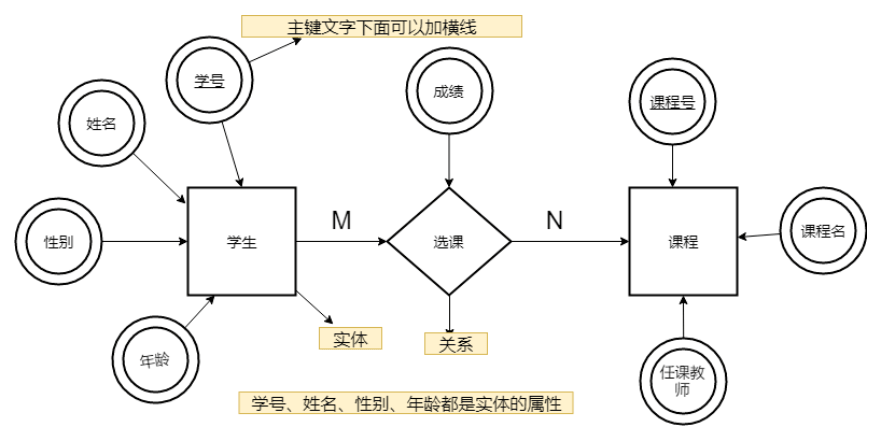 主键文字下面可以加横线
学号
成绩
课程号
姓名
性别
学生
M
选课
N
课程
课程名
实体
关系
年龄
任课教
师
学号、姓名、性别、年龄都是实体的属性